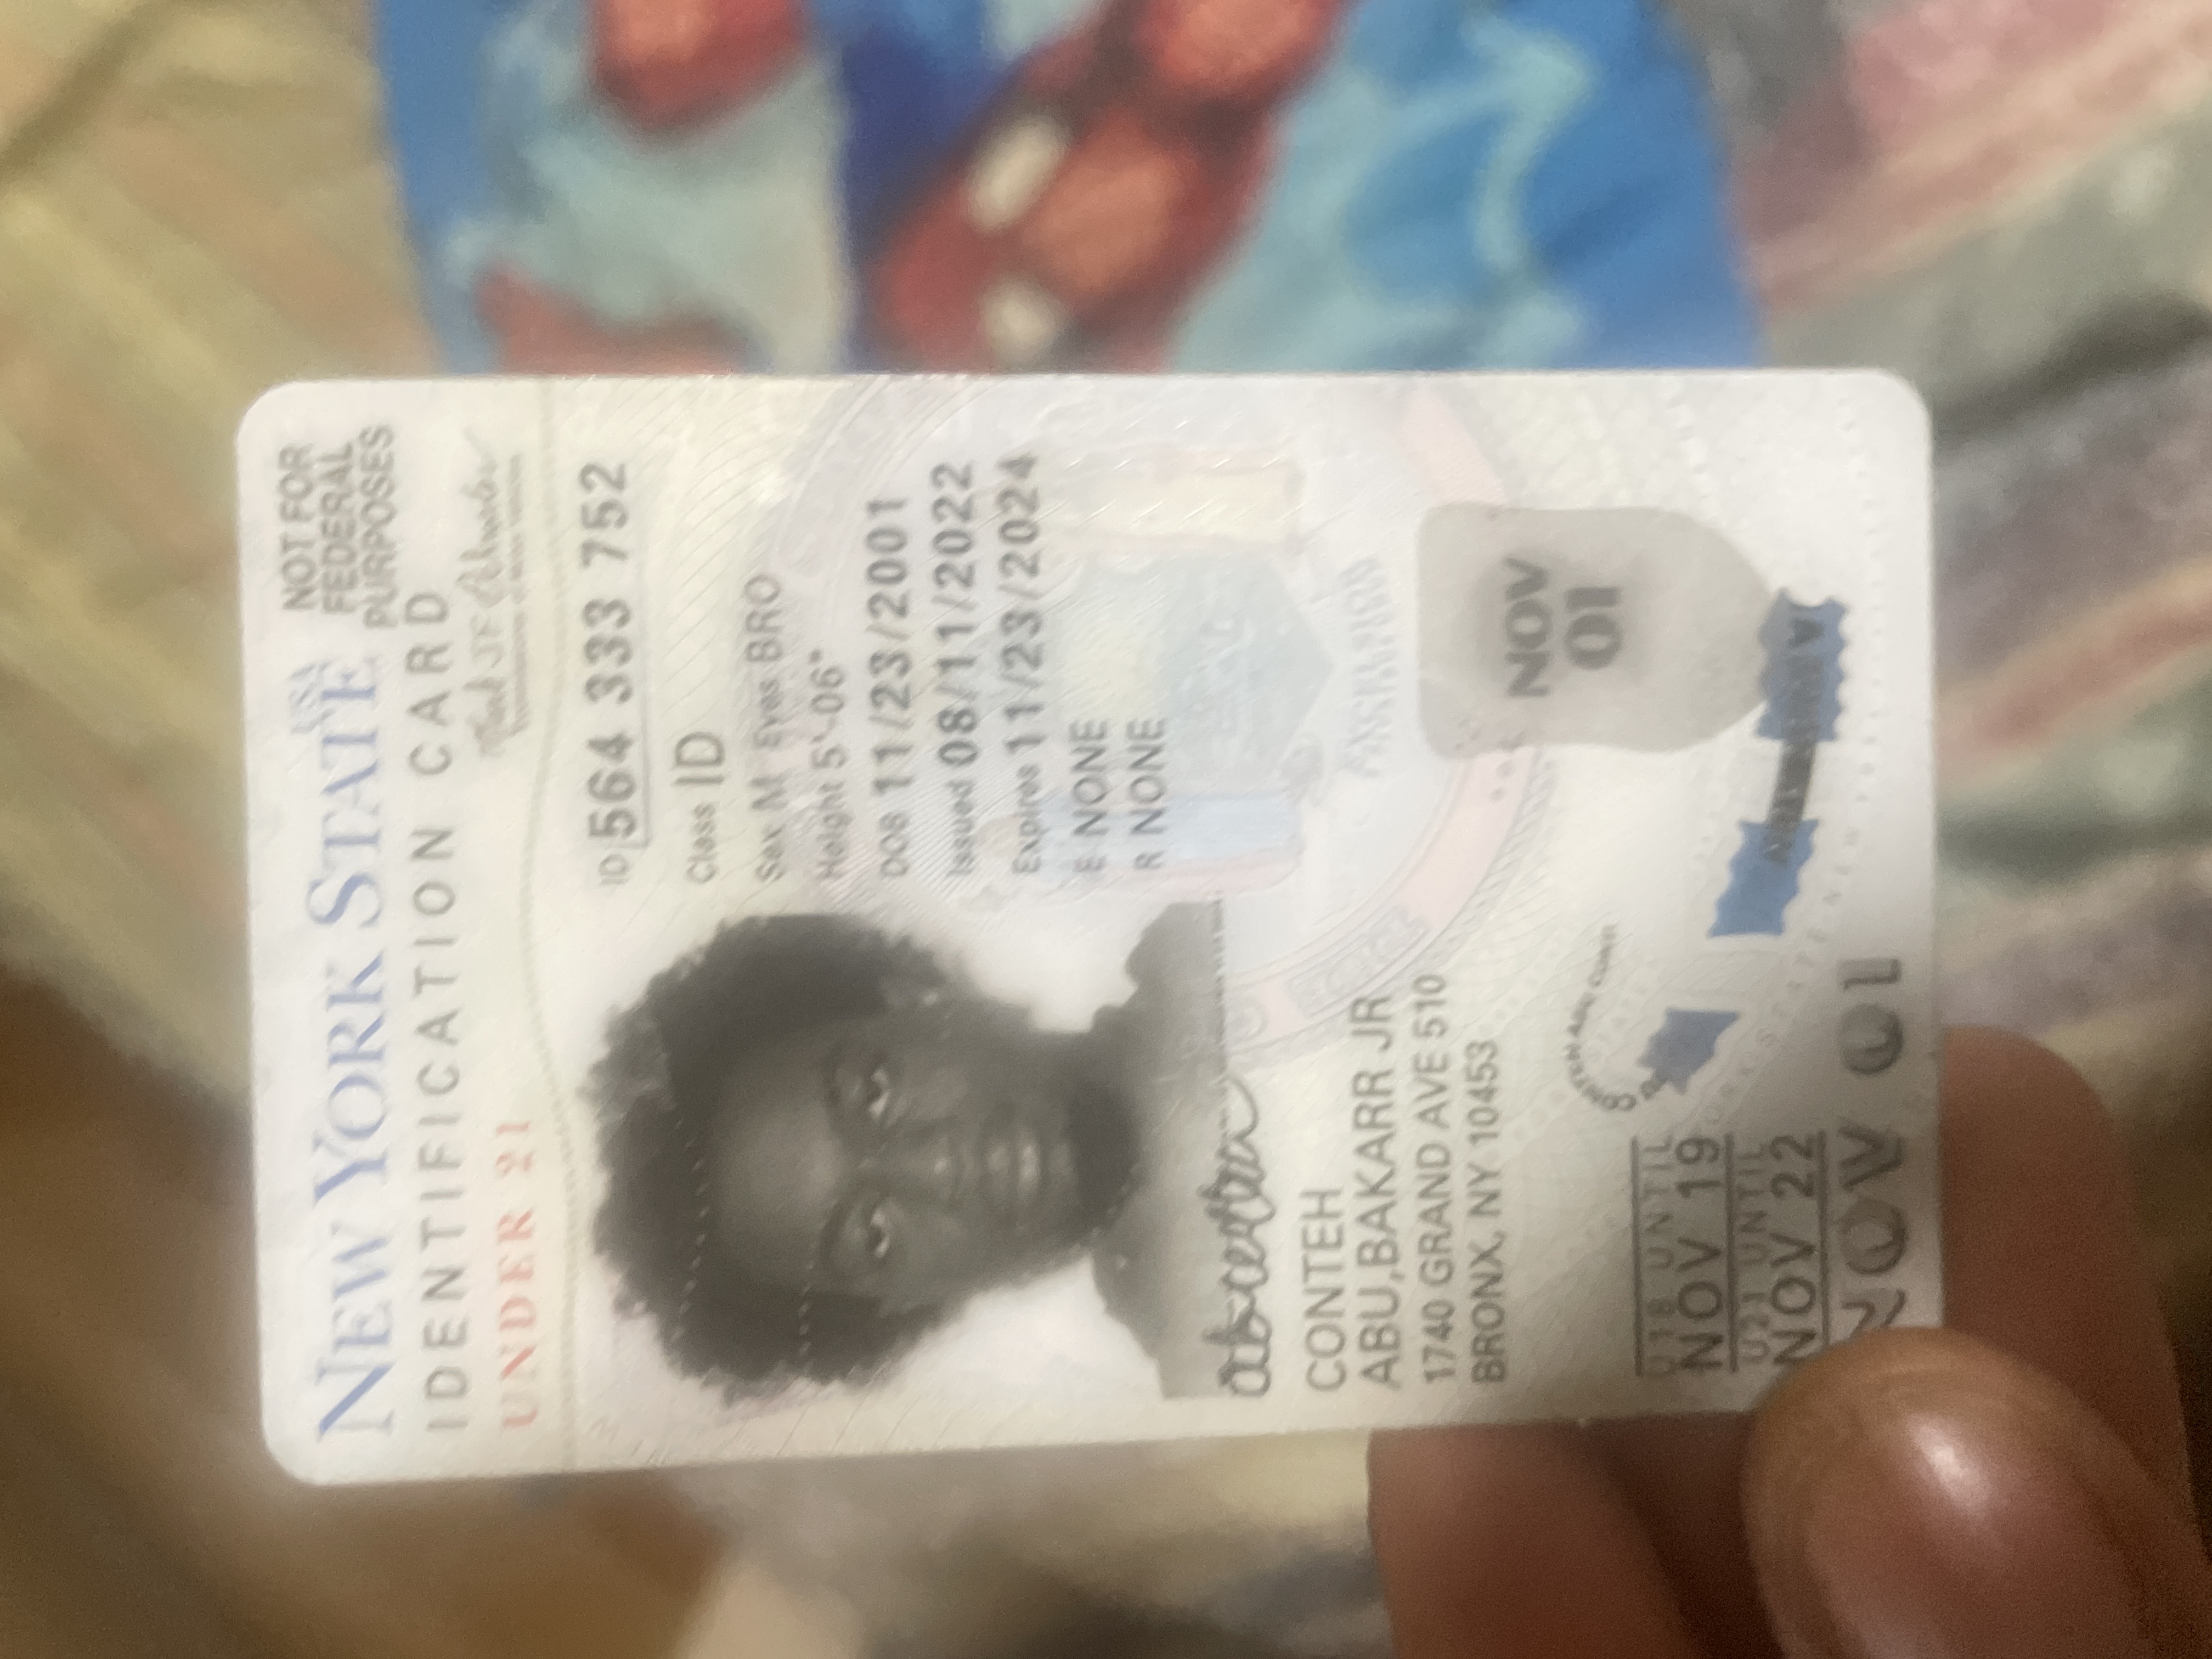 NEW YORK STATE
USA
NOT FOR
FEDERAL
PURPOSES
IDENTIFICATION CARD
UNDER 21
ID 564 333 752
Class ID
Sex M Eyes BRO
Height 5'-06"
DOB 11/23/2001
Issued 08/11/2022
Expires 11/23/2024
E NONE
R NONE
EXCELSIOR
CONTEH
ABU,BAKARR JR
1740 GRAND AVE 510
BRONX, NY 10453
NOV
01
U18 UNTIL
NOV 19
U21 UNTIL
NOV 22
NOV 01